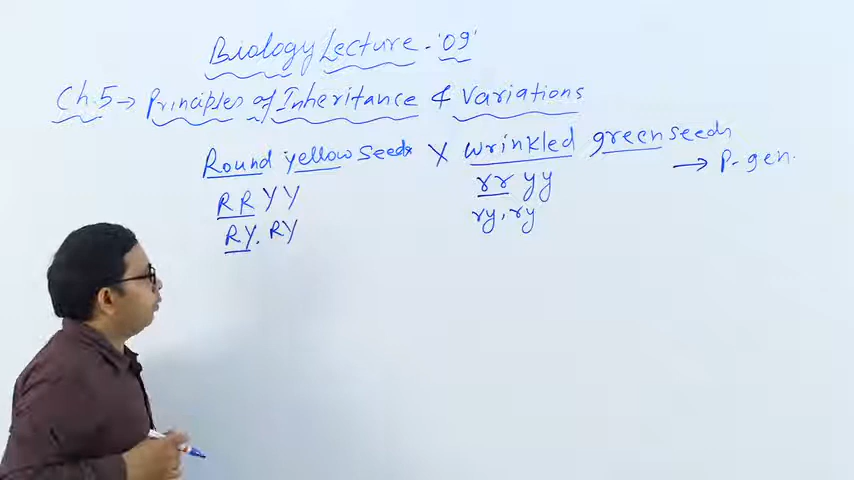 Biology Lecture - '09'
Ch. 5 → Principles of Inheritance & Variations
Round yellow seeds X wrinkled green seeds
→ P-gen.
RR YY rr yy
RY, RY ry, ry